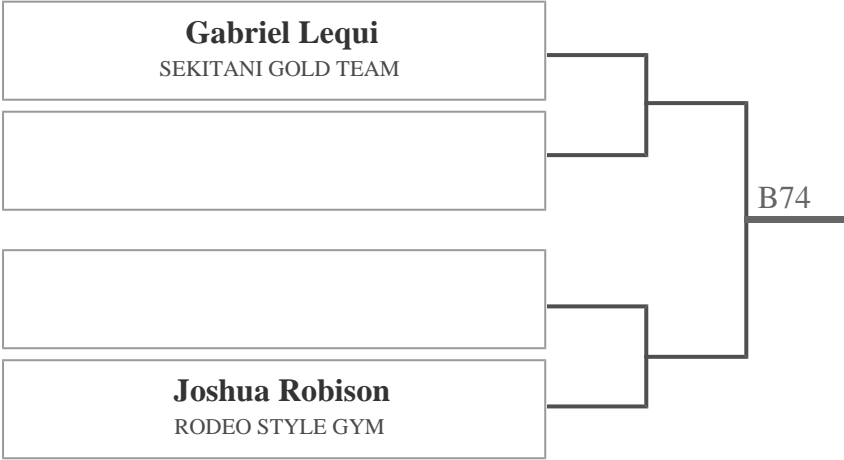 Gabriel Lequi
SEKITANI GOLD TEAM
B74
Joshua Robison
RODEO STYLE GYM